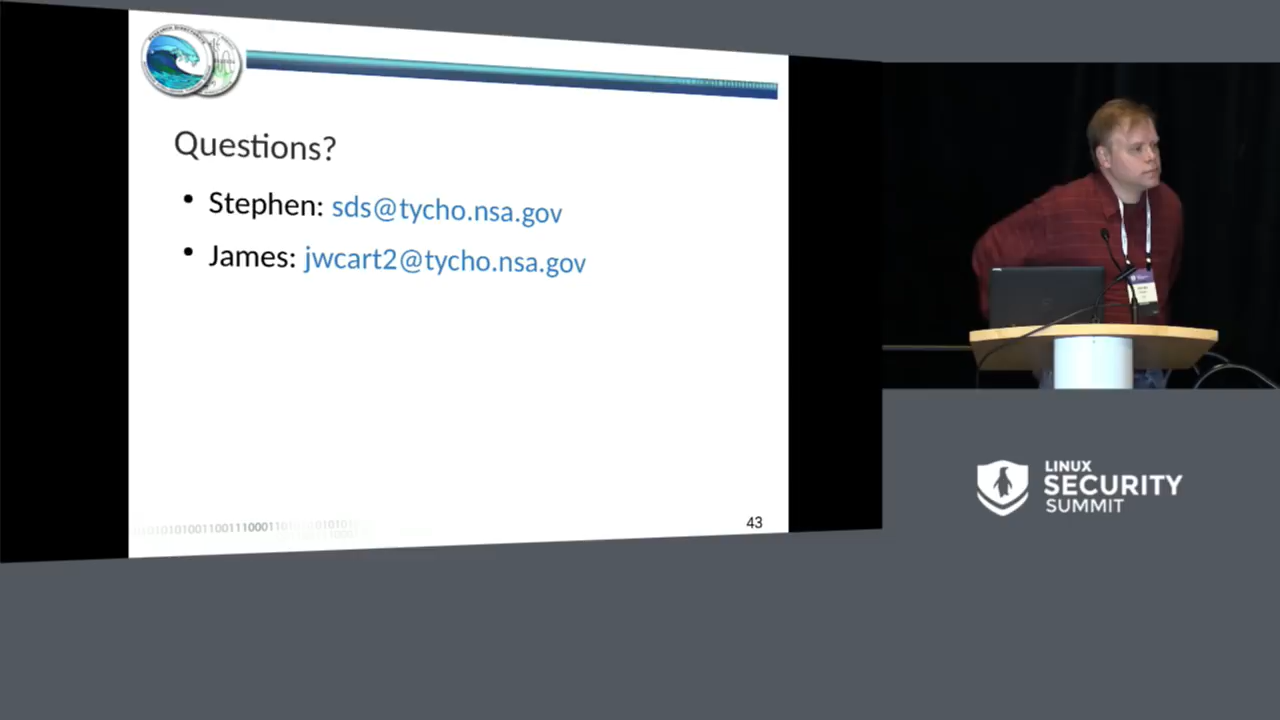 Questions?
• Stephen: sds@tycho.nsa.gov
• James: jwcart2@tycho.nsa.gov
43
LINUX
SECURITY
SUMMIT